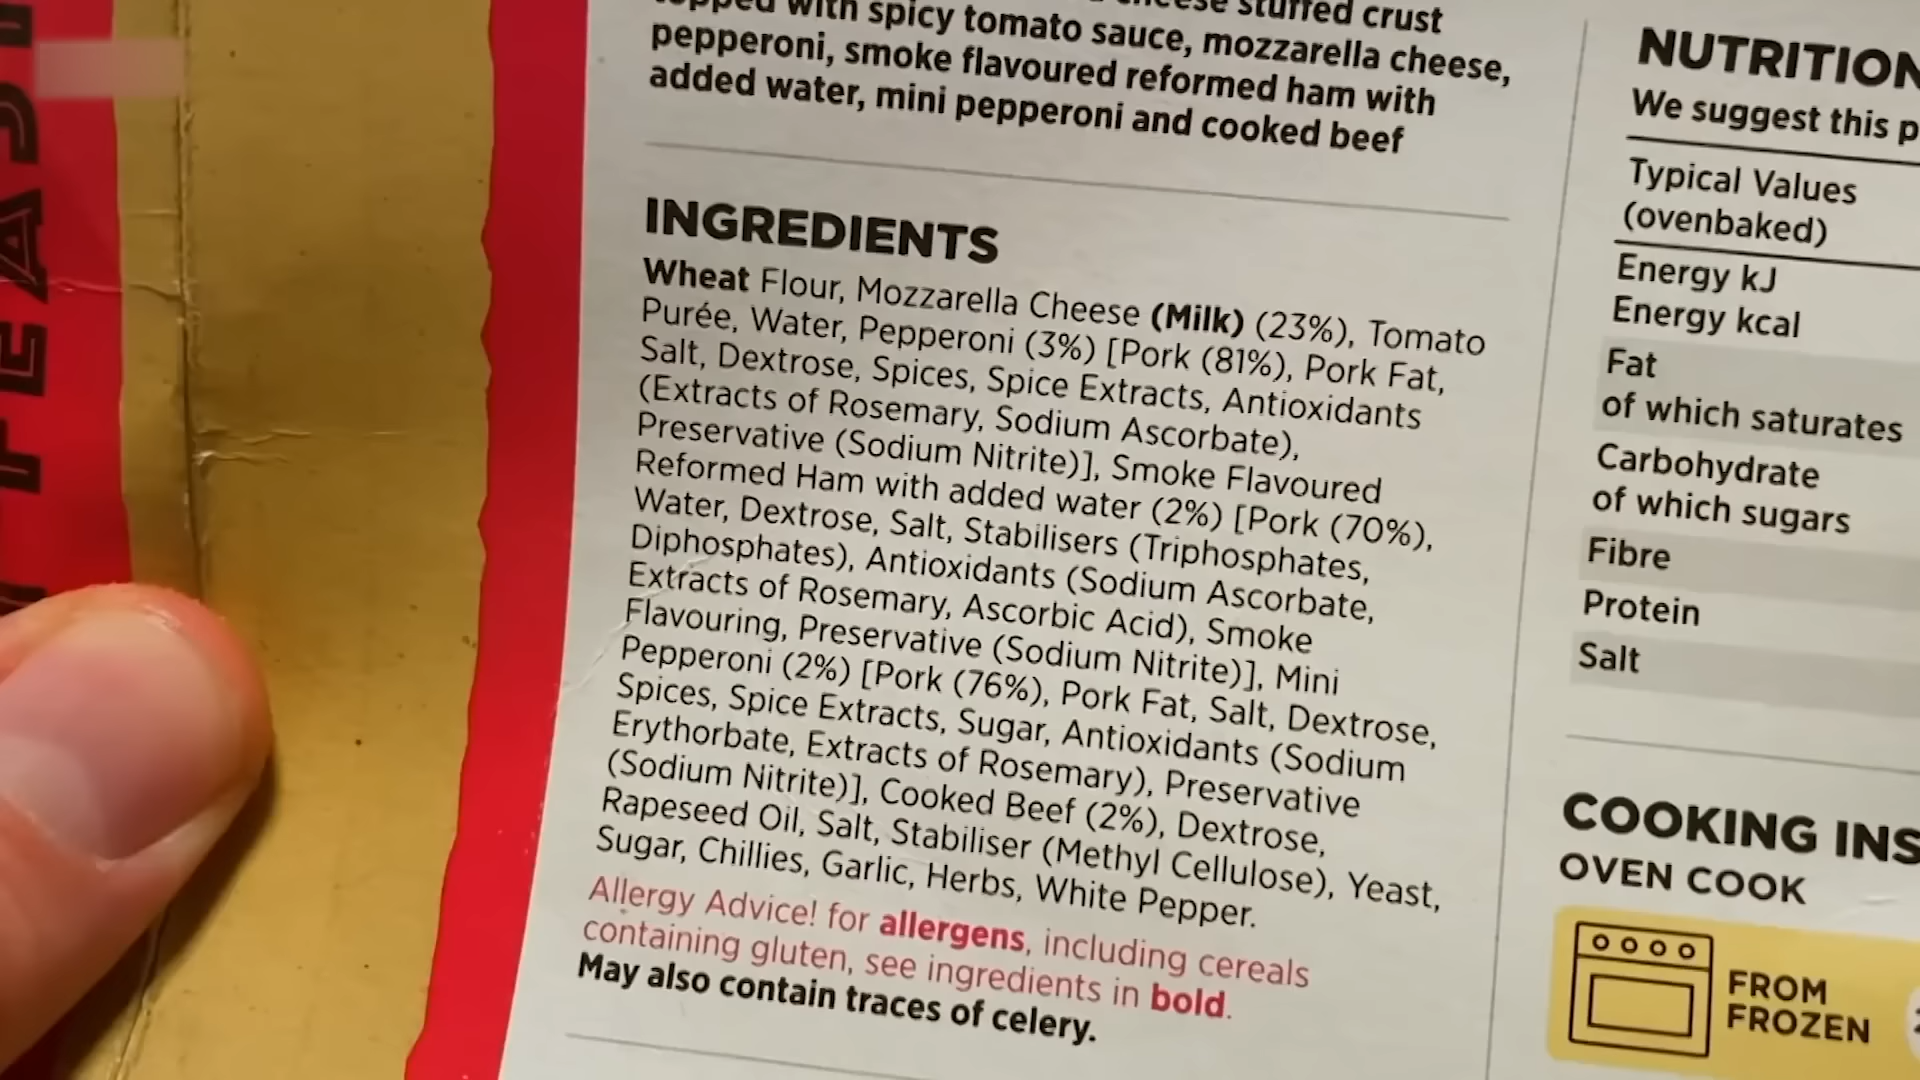 FEAST
cheese stuffed crust
topped with spicy tomato sauce, mozzarella cheese,
pepperoni, smoke flavoured reformed ham with
added water, mini pepperoni and cooked beef
INGREDIENTS
Wheat Flour, Mozzarella Cheese (Milk) (23%), Tomato
Purée, Water, Pepperoni (3%) [Pork (81%), Pork Fat,
Salt, Dextrose, Spices, Spice Extracts, Antioxidants
(Extracts of Rosemary, Sodium Ascorbate),
Preservative (Sodium Nitrite)], Smoke Flavoured
Reformed Ham with added water (2%) [Pork (70%),
Water, Dextrose, Salt, Stabilisers (Triphosphates,
Diphosphates), Antioxidants (Sodium Ascorbate,
Extracts of Rosemary, Ascorbic Acid), Smoke
Flavouring, Preservative (Sodium Nitrite)], Mini
Pepperoni (2%) [Pork (76%), Pork Fat, Salt, Dextrose,
Spices, Spice Extracts, Sugar, Antioxidants (Sodium
Erythorbate, Extracts of Rosemary), Preservative
(Sodium Nitrite)], Cooked Beef (2%), Dextrose,
Rapeseed Oil, Salt, Stabiliser (Methyl Cellulose), Yeast,
Sugar, Chillies, Garlic, Herbs, White Pepper.
Allergy Advice! for allergens, including cereals
containing gluten, see ingredients in bold.
May also contain traces of celery.
NUTRITION
We suggest this p
Typical Values
(ovenbaked)
Energy kJ
Energy kcal
Fat
of which saturates
Carbohydrate
of which sugars
Fibre
Protein
Salt
COOKING INS
OVEN COOK
FROM
FROZEN